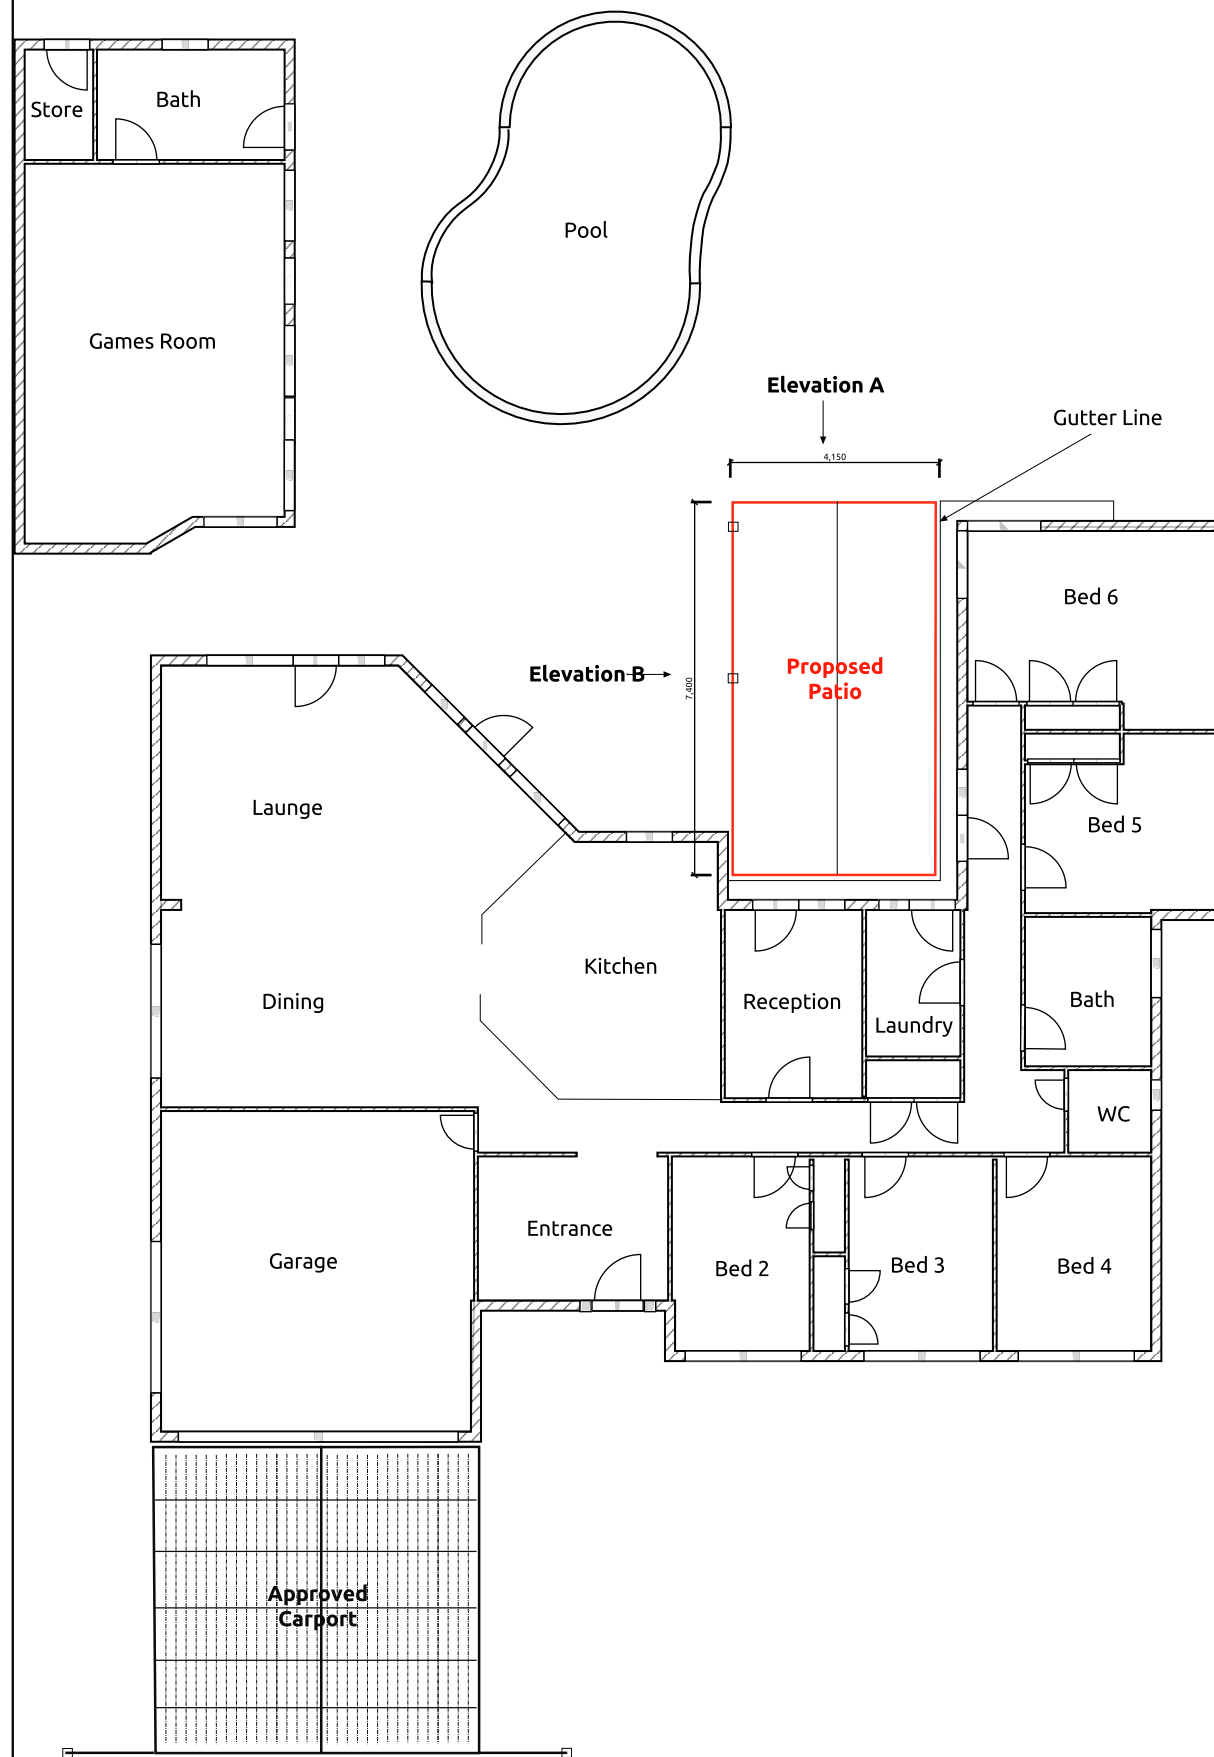 Store
Bath
Pool
Games Room
Elevation A
Gutter Line
4,150
Bed 6
Elevation B
Proposed
Patio
7,400
Launge
Bed 5
Kitchen
Dining
Reception
Bath
Laundry
WC
Entrance
Garage
Bed 2
Bed 3
Bed 4
Approved
Carport